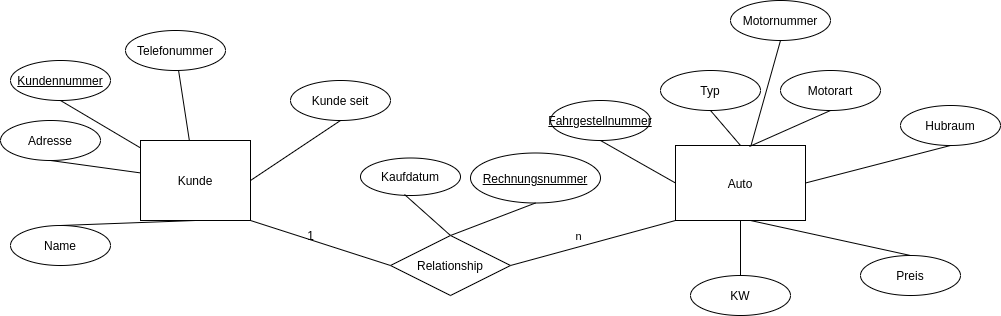 Motornummer
Telefonummer
Kundennummer
Typ
Motorart
Kunde seit
Fahrgestellnummer
Hubraum
Adresse
Kaufdatum
Rechnungsnummer
Kunde
Auto
1
n
Name
Relationship
Preis
KW